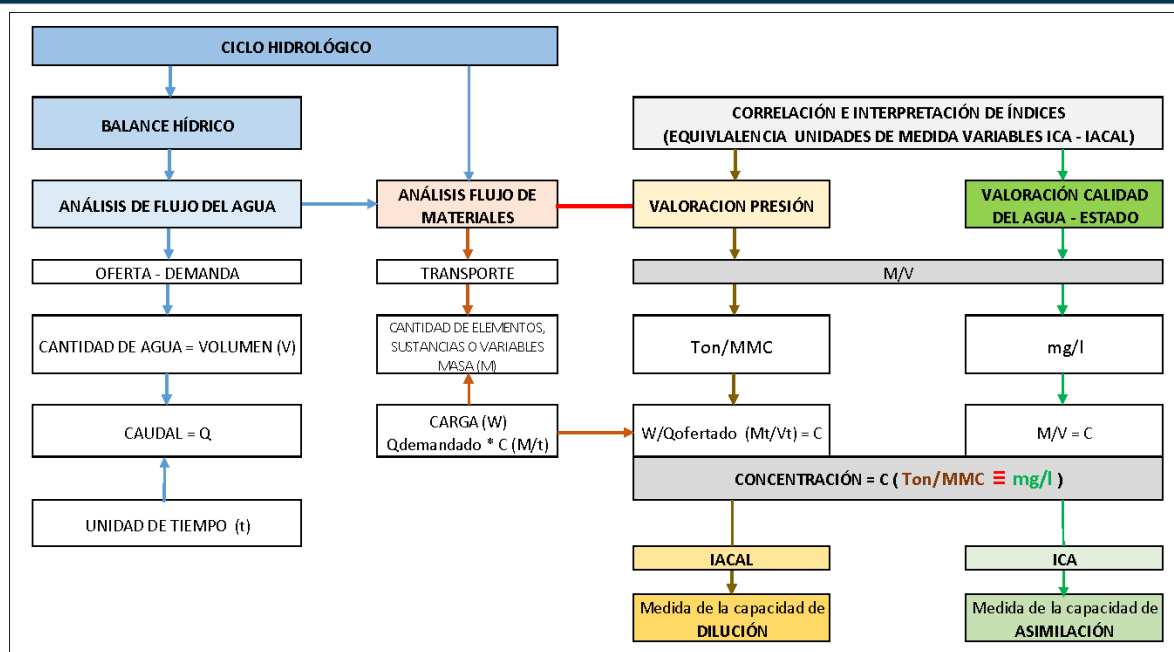 CICLO HIDROLÓGICO
BALANCE HÍDRICO
CORRELACIÓN E INTERPRETACIÓN DE ÍNDICES
(EQUIVLALENCIA UNIDADES DE MEDIDA VARIABLES ICA - IACAL)
ANÁLISIS DE FLUJO DEL AGUA
ANÁLISIS FLUJO DE
MATERIALES
VALORACION PRESIÓN
VALORACIÓN CALIDAD
DEL AGUA - ESTADO
OFERTA - DEMANDA
TRANSPORTE
M/V
CANTIDAD DE AGUA = VOLUMEN (V)
CANTIDAD DE ELEMENTOS,
SUSTANCIAS O VARIABLES
MASA (M)
Ton/MMC
mg/l
CAUDAL = Q
CARGA (W)
Qdemandado * C (M/t)
W/Qofertado (Mt/Vt) = C
M/V = C
CONCENTRACIÓN = C ( Ton/MMC ≡ mg/l )
UNIDAD DE TIEMPO (t)
IACAL
ICA
Medida de la capacidad de
DILUCIÓN
Medida de la capacidad de
ASIMILACIÓN